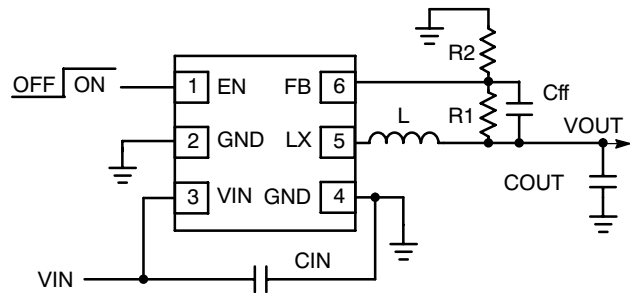 R2
OFF ON
1 EN FB 6
Cff
R1
L
VOUT
2 GND LX 5
COUT
3 VIN GND 4
CIN
VIN